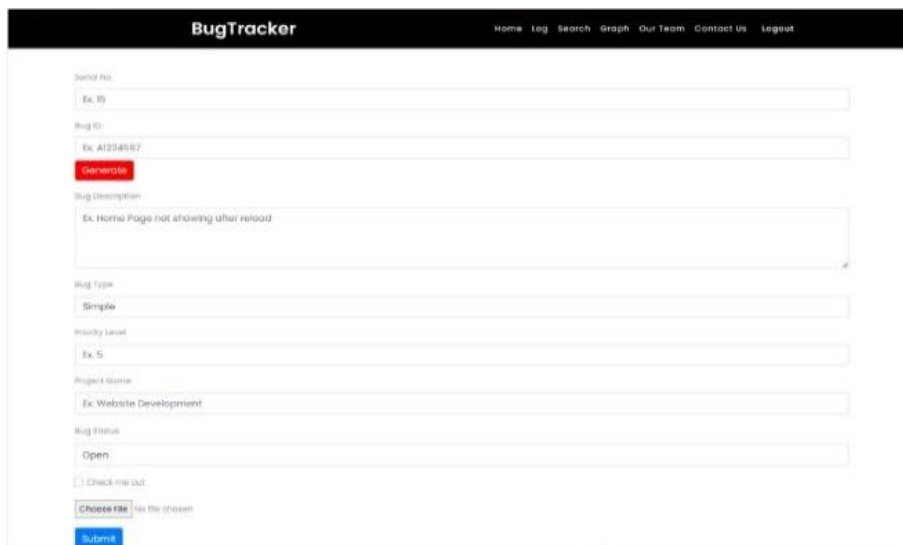 BugTracker
Home Log Search Graph Our Team Contact Us Logout
Serial No
Ex. 15
Bug ID
Ex. A1234567
Generate
Bug Description
Ex. Home Page not showing after reload
Bug Type
Simple
Priority Level
Ex. 5
Project Name
Ex. Website Development
Bug Status
Open
Check me out
Choose File No file chosen
Submit